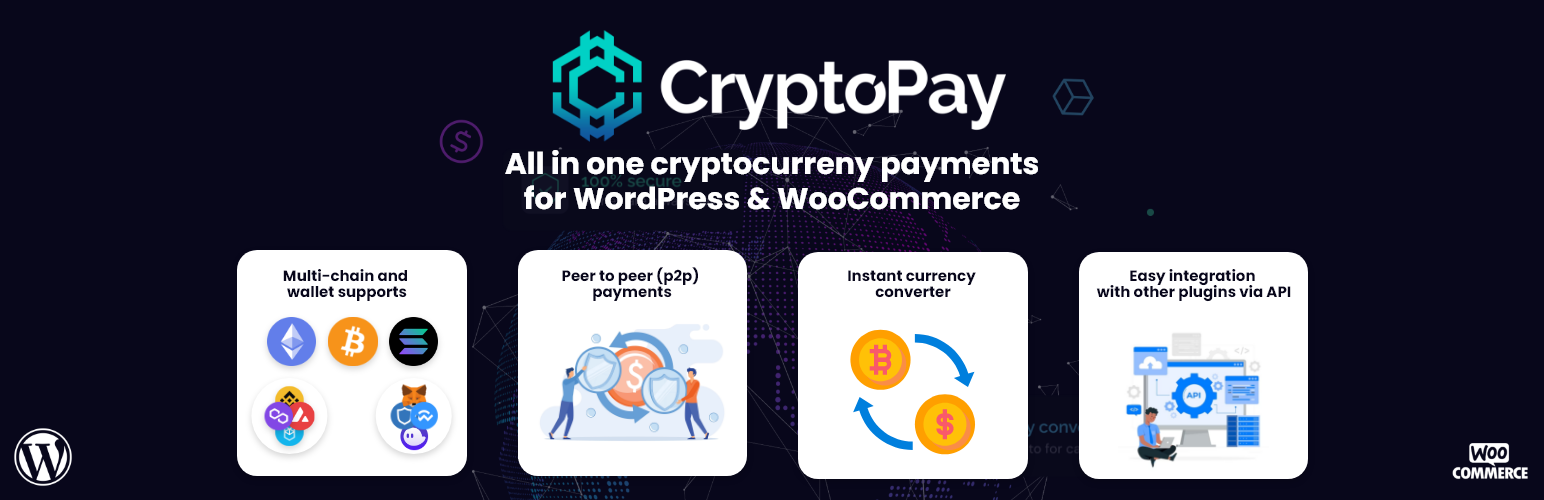 CryptoPay
All in one cryptocurreny payments
100% secure
for WordPress & WooCommerce
Multi-chain and
wallet supports
Peer to peer (p2p)
payments
Instant currency
converter
Easy integration
with other plugins via API
API
WOO
COMMERCE